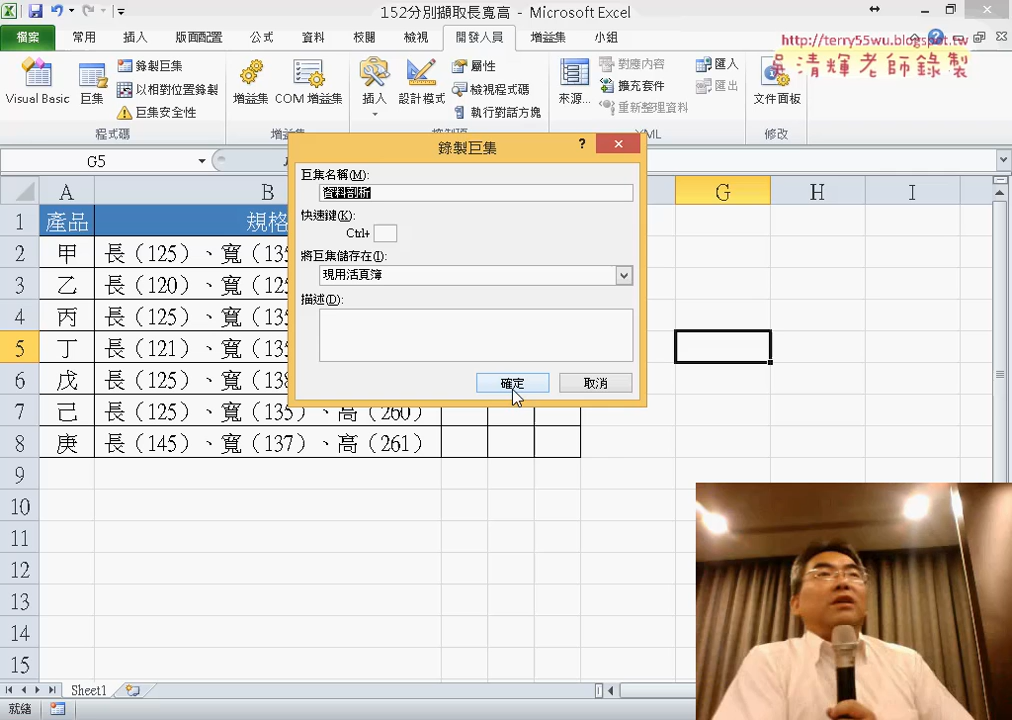 152分別擷取長寬高 - Microsoft Excel
檔案 常用 插入 版面配置 公式 資料 校閱 檢視 開發人員 增益集 小組
http://terry55wu.blogspot.tw
吳清輝老師錄製
Visual Basic 巨集 錄製巨集 以相對位置錄製 巨集安全性
增益集 COM 增益集 插入 設計模式 屬性 檢視程式碼 執行對話方塊
來源... 對應內容 擴充套件 重新整理資料 匯入 匯出 文件面板
程式碼 增益集 XML 修改
G5
錄製巨集
巨集名稱(M):
資料剖析
快速鍵(K):
Ctrl+
將巨集儲存在(I):
現用活頁簿
描述(D):
確定 取消
A B G H I
1 產品 規格
2 甲 長（125）、寬（135
3 乙 長（120）、寬（125
4 丙 長（125）、寬（135
5 丁 長（121）、寬（135
6 戊 長（125）、寬（138
7 己 長（125）、寬（135）、高（260）
8 庚 長（145）、寬（137）、高（261）
9
10
11
12
13
14
15
Sheet1
就緒